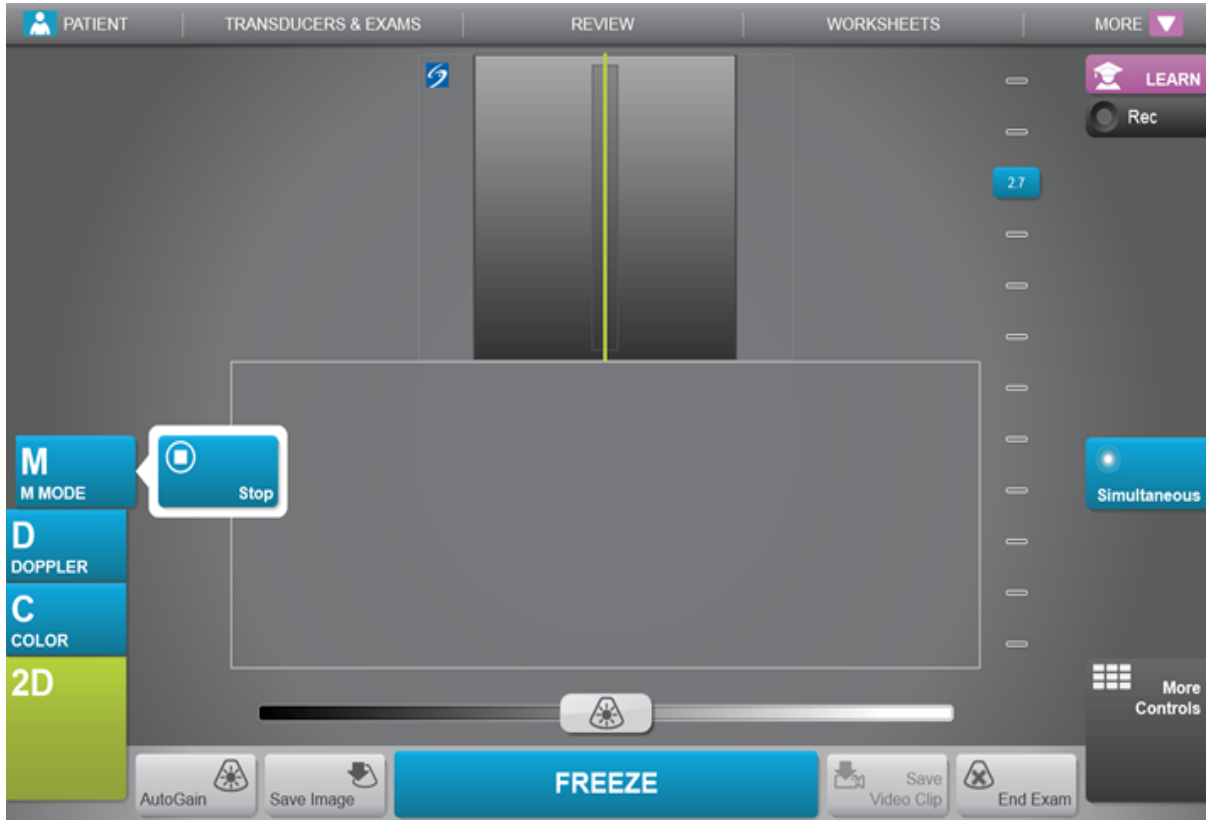 PATIENT
TRANSDUCERS & EXAMS
REVIEW
WORKSHEETS
MORE
LEARN
Rec
2.7
M
M MODE
Stop
Simultaneous
D
DOPPLER
C
COLOR
2D
More
Controls
AutoGain
Save Image
FREEZE
Save
Video Clip
End Exam